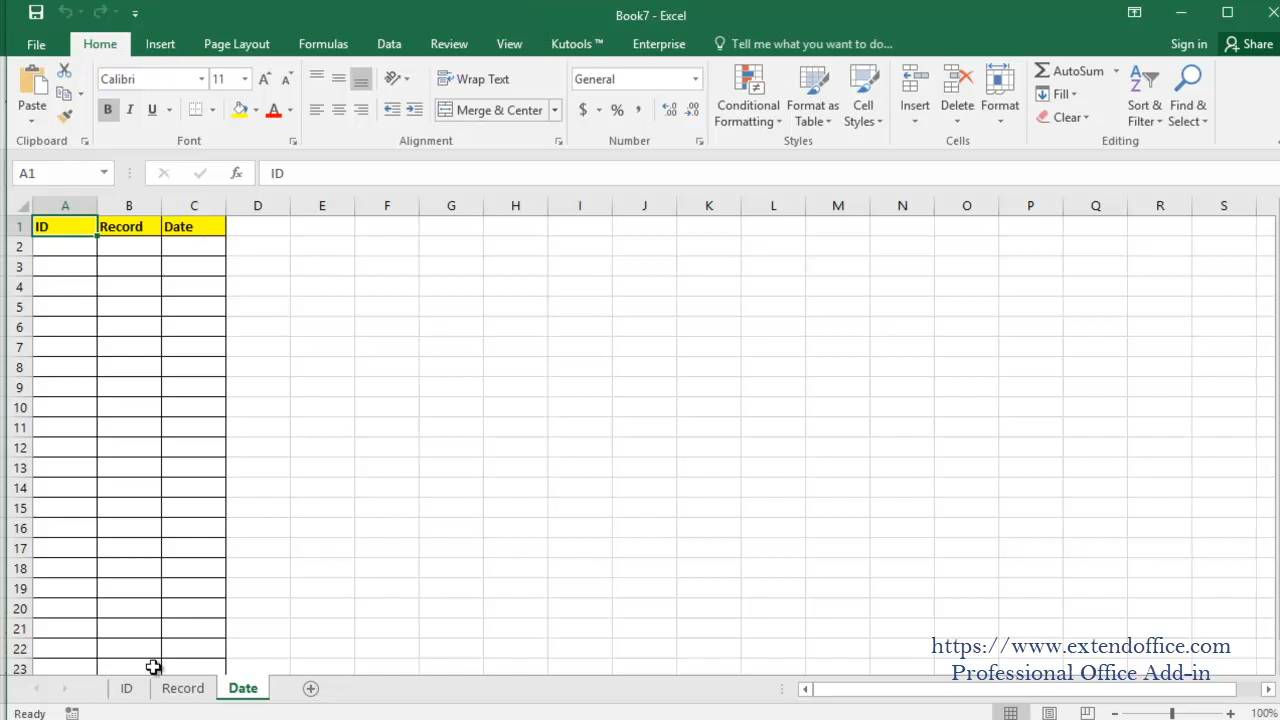 Book7 - Excel
File Home Insert Page Layout Formulas Data Review View Kutools ™ Enterprise Tell me what you want to do... Sign in Share
Paste
Clipboard
Calibri 11
B I U A
Font
Wrap Text
Merge & Center
Alignment
General
$ % ,
Number
Conditional Formatting
Format as Table
Cell Styles
Styles
Insert Delete Format
Cells
AutoSum
Fill
Clear
Sort & Filter
Find & Select
Editing
A1 fx ID
A B C D E F G H I J K L M N O P Q R S
1 ID Record Date
2
3
4
5
6
7
8
9
10
11
12
13
14
15
16
17
18
19
20
21
22
23
https://www.extendoffice.com
Professional Office Add-in
ID Record Date
Ready 100%